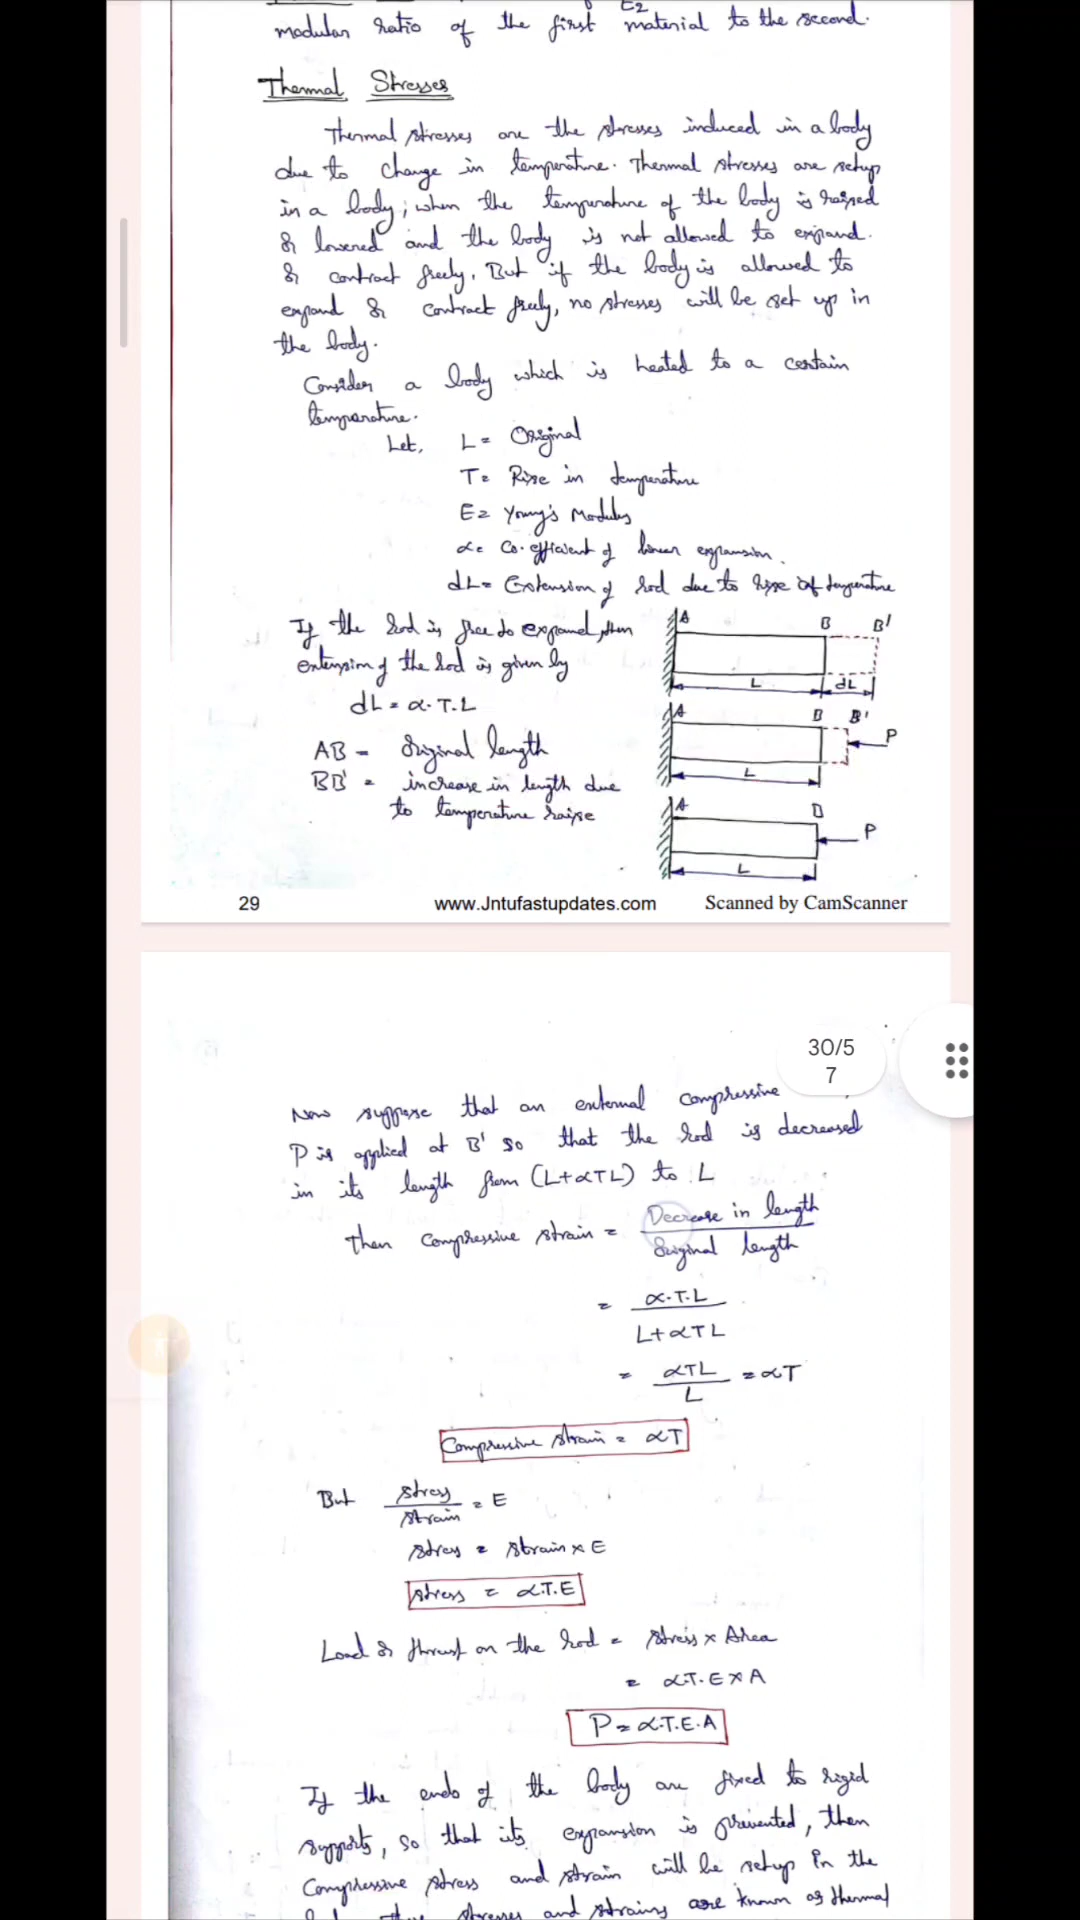 modular ratio of the first material to the second.
E2
Thermal Stresses
Thermal stresses are the stresses induced in a body
due to change in temperature. Thermal stresses are setup
in a body; when the temperature of the body is raised
or lowered and the body is not allowed to expand.
or contract freely. But if the body is allowed to
expand or contract freely, no stresses will be set up in
the body.
Consider a body which is heated to a certain
temperature.
Let, L = Original
T = Rise in temperature
E = Young's Modulus
α = Co-efficient of linear expansion.
dL = Extension of rod due to rise of temperature
If the rod is free to expand, then
extension of the rod is given by
dL = α. T. L
AB = Original length
BB' = increase in length due
to temperature raise
A B B'
L dL
A B B' P
L
A B P
L
29 www.Jntufastupdates.com Scanned by CamScanner
30/5
7
Now suppose that an external compressive
P is applied at B' so that the rod is decreased
in its length from (L+αTL) to L
Then compressive strain = Decrease in length
Original length
= α.T.L
L+αTL
= αTL = αT
L
Compressive strain = αT
But stress = E
strain
stress = strain × E
stress = α.T.E
Load or thrust on the rod = stress × Area
= α.T.E × A
P = α.T.E.A
If the ends of the body are fixed to rigid
supports, so that its expansion is prevented, then
compressive stress and strain will be setup in the
stresses and strains are known as thermal